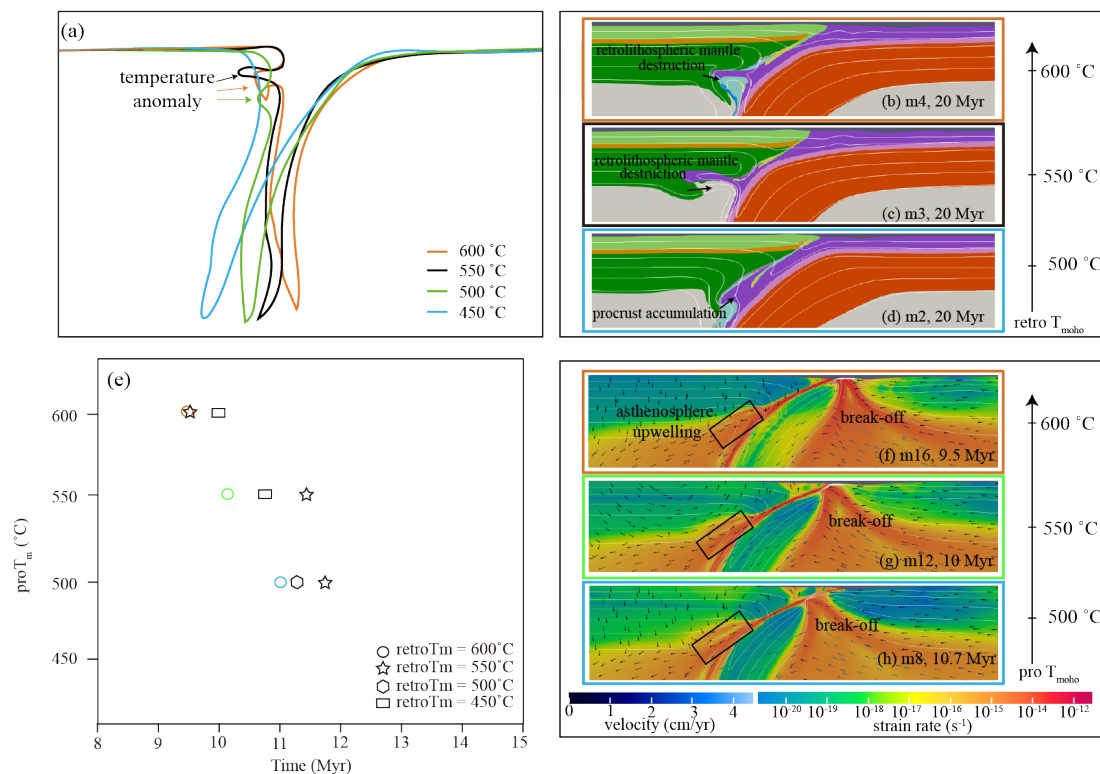 (a)
temperature
anomaly
600 ˚C
550 ˚C
500 ˚C
450 ˚C
retrolithospheric mantle
destruction
(b) m4, 20 Myr
retrolithospheric mantle
destruction
(c) m3, 20 Myr
procrust accumulation
(d) m2, 20 Myr
600 ˚C
550 ˚C
500 ˚C
retro Tmoho
(e)
proTm (˚C)
600
550
500
450
retroTm = 600˚C
retroTm = 550˚C
retroTm = 500˚C
retroTm = 450˚C
8 9 10 11 12 13 14 15
Time (Myr)
asthenosphere
upwelling
break-off
(f) m16, 9.5 Myr
break-off
(g) m12, 10 Myr
break-off
(h) m8, 10.7 Myr
600 ˚C
550 ˚C
500 ˚C
pro Tmoho
0 1 2 3 4
velocity (cm/yr)
10⁻²⁰ 10⁻¹⁹ 10⁻¹⁸ 10⁻¹⁷ 10⁻¹⁶ 10⁻¹⁵ 10⁻¹⁴ 10⁻¹²
strain rate (s⁻¹)